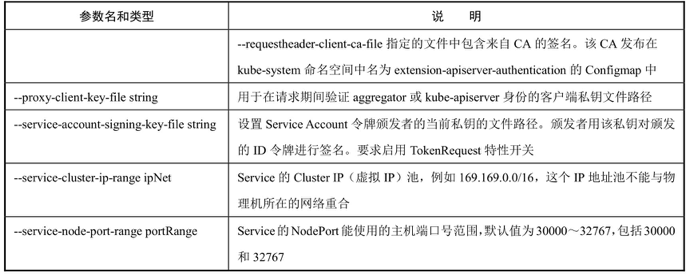 参数名和类型 说 明
--requestheader-client-ca-file 指定的文件中包含来自 CA 的签名。该 CA 发布在
kube-system 命名空间中名为 extension-apiserver-authentication 的 Configmap 中
--proxy-client-key-file string 用于在请求期间验证 aggregator 或 kube-apiserver 身份的客户端私钥文件路径
--service-account-signing-key-file string 设置 Service Account 令牌颁发者的当前私钥的文件路径。颁发者用该私钥对颁发
的 ID 令牌进行签名。要求启用 TokenRequest 特性开关
--service-cluster-ip-range ipNet Service 的 Cluster IP（虚拟 IP）池，例如 169.169.0.0/16，这个 IP 地址池不能与物
理机所在的网络重合
--service-node-port-range portRange Service 的 NodePort 能使用的主机端口号范围，默认值为 30000～32767，包括 30000
和 32767